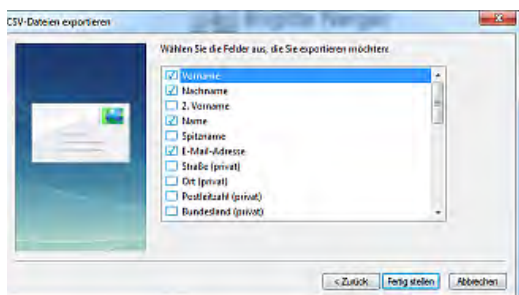 CSV-Dateien exportieren
Wählen Sie die Felder aus, die Sie exportieren möchten:
Vorname
Nachname
2. Vorname
Name
Spitzname
E-Mail-Adresse
Straße (privat)
Ort (privat)
Postleitzahl (privat)
Bundesland (privat)
< Zurück
Fertig stellen
Abbrechen